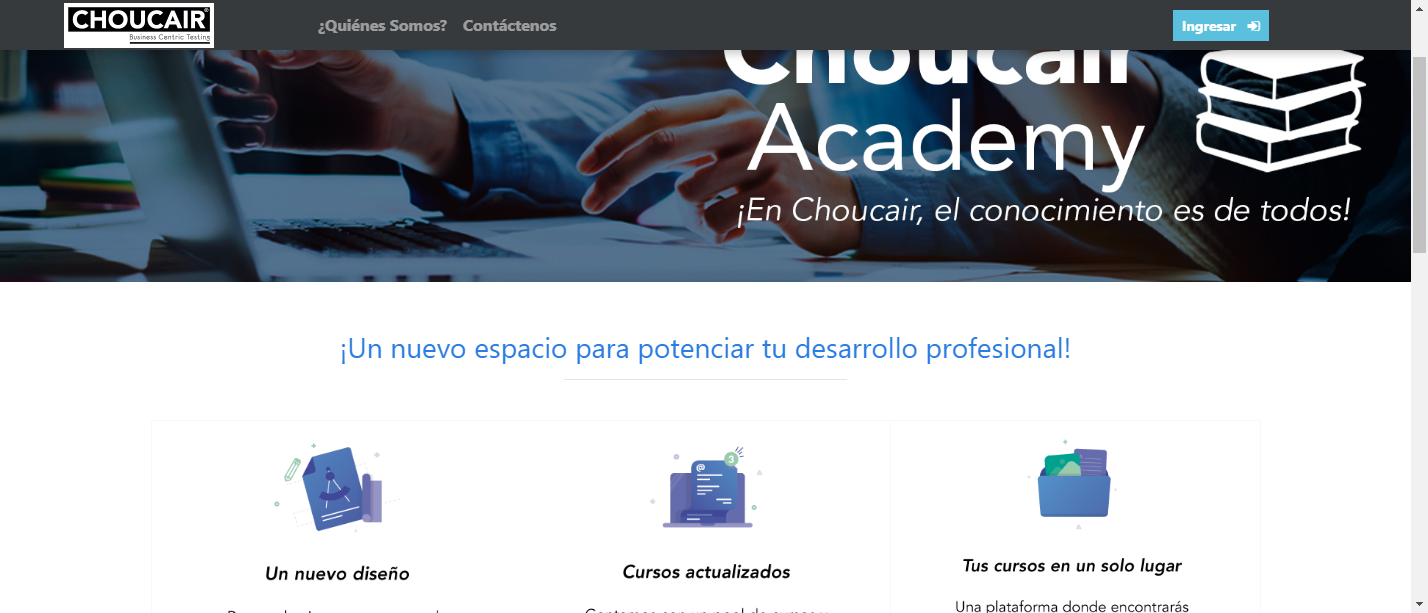 CHOUCAIR®
Business Centric Testing
¿Quiénes Somos?
Contáctenos
Ingresar
Choucair
Academy
¡En Choucair, el conocimiento es de todos!
¡Un nuevo espacio para potenciar tu desarrollo profesional!
@
3
Un nuevo diseño
Cursos actualizados
Tus cursos en un solo lugar
Una plataforma donde encontrarás